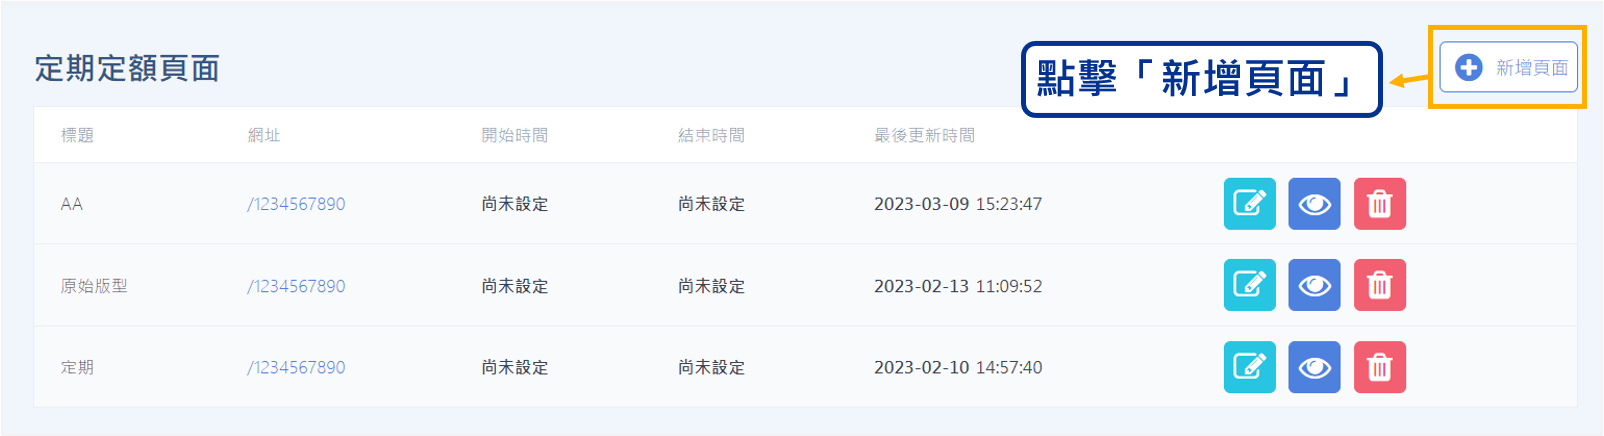 定期定額頁面
點擊「新增頁面」
新增頁面
標題 網址 開始時間 結束時間 最後更新時間
AA /1234567890 尚未設定 尚未設定 2023-03-09 15:23:47
原始版型 /1234567890 尚未設定 尚未設定 2023-02-13 11:09:52
定期 /1234567890 尚未設定 尚未設定 2023-02-10 14:57:40